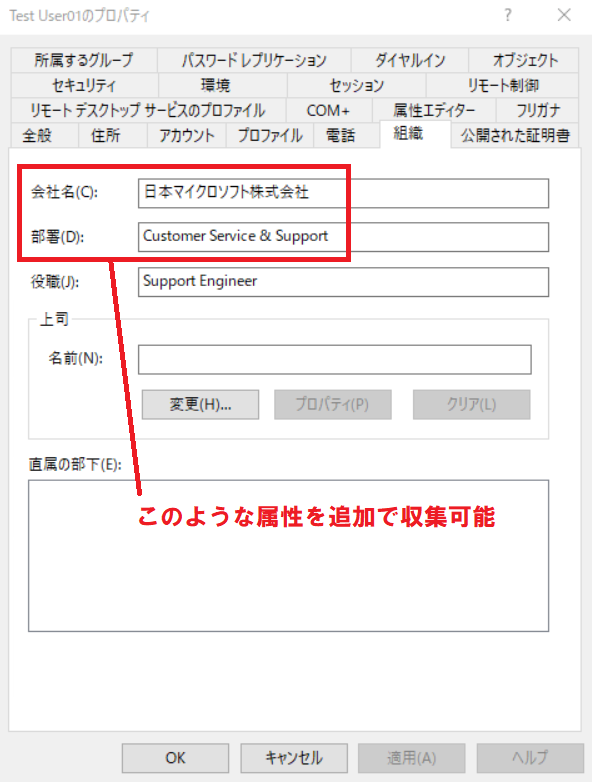 Test User01のプロパティ
所属するグループ パスワード レプリケーション ダイヤルイン オブジェクト
セキュリティ 環境 セッション リモート制御
リモート デスクトップ サービスのプロファイル COM+ 属性エディター フリガナ
全般 住所 アカウント プロファイル 電話 組織 公開された証明書
会社名(C): 日本マイクロソフト株式会社
部署(D): Customer Service & Support
役職(J): Support Engineer
上司
名前(N):
変更(H)... プロパティ(P) クリア(L)
直属の部下(E):
このような属性を追加で収集可能
OK キャンセル 適用(A) ヘルプ